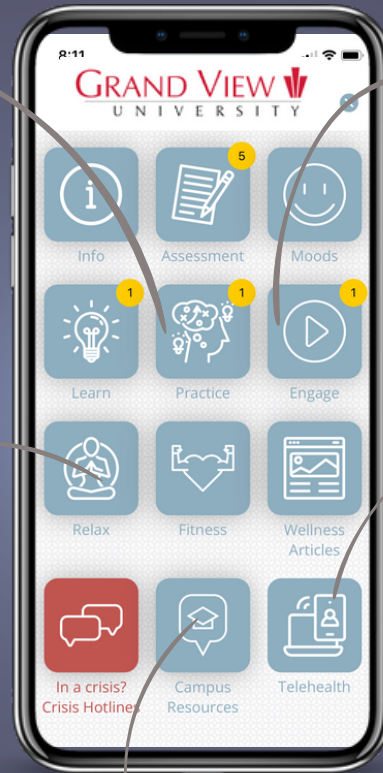 8:11
GRAND VIEW
UNIVERSITY
5
Info
Assessment
Moods
1
1
1
Learn
Practice
Engage
Relax
Fitness
Wellness
Articles
In a crisis?
Crisis Hotlines
Campus
Resources
Telehealth